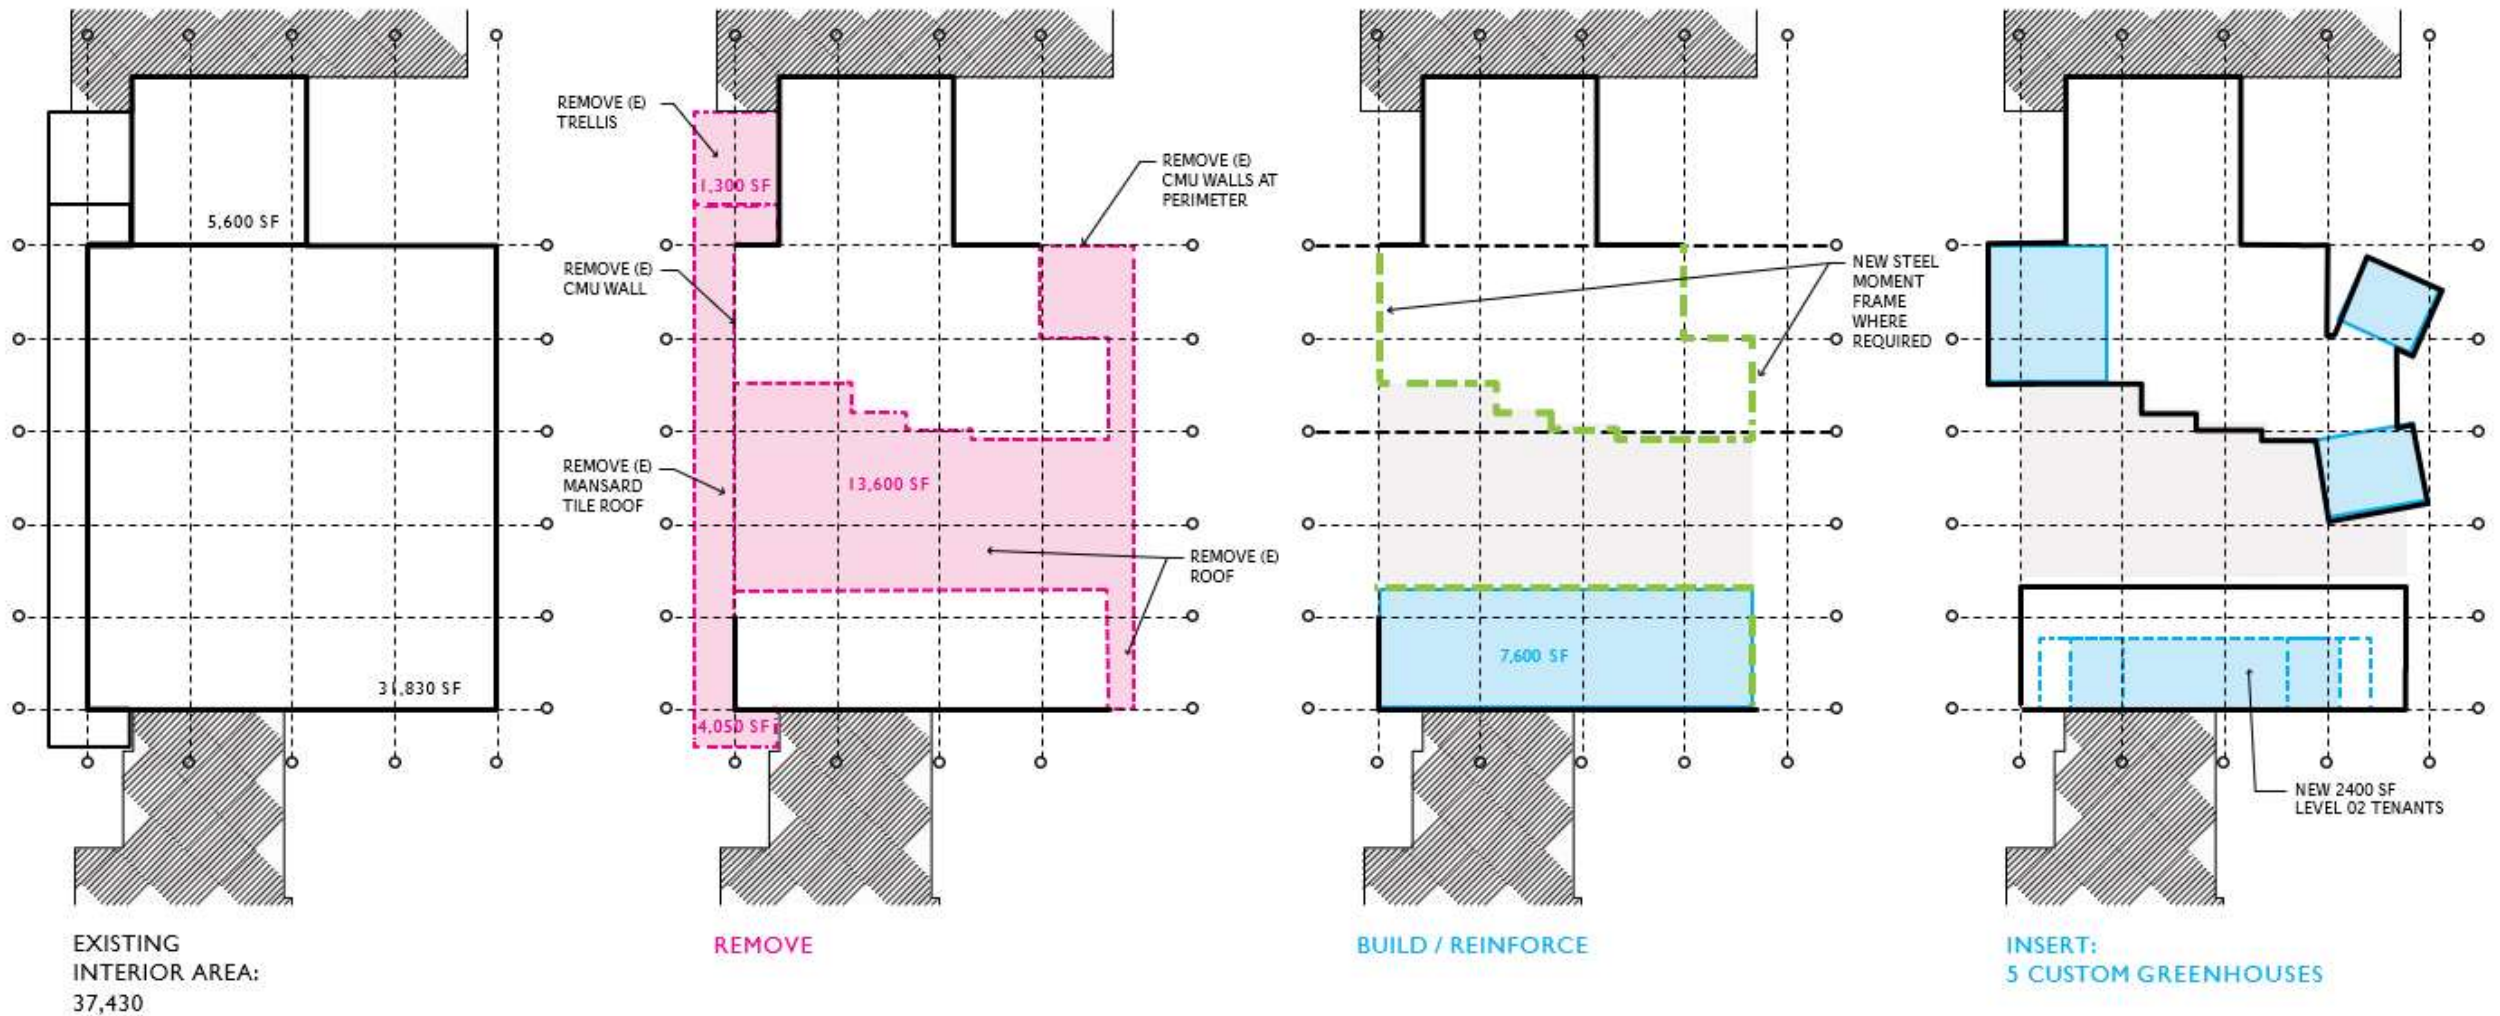 5,600 SF
31,830 SF
EXISTING
INTERIOR AREA:
37,430
REMOVE (E)
TRELLIS
1,300 SF
REMOVE (E)
CMU WALLS AT
PERIMETER
REMOVE (E)
CMU WALL
REMOVE (E)
MANSARD
TILE ROOF
13,600 SF
REMOVE (E)
ROOF
4,050 SF
REMOVE
NEW STEEL
MOMENT
FRAME
WHERE
REQUIRED
7,600 SF
BUILD / REINFORCE
NEW 2400 SF
LEVEL 02 TENANTS
INSERT:
5 CUSTOM GREENHOUSES